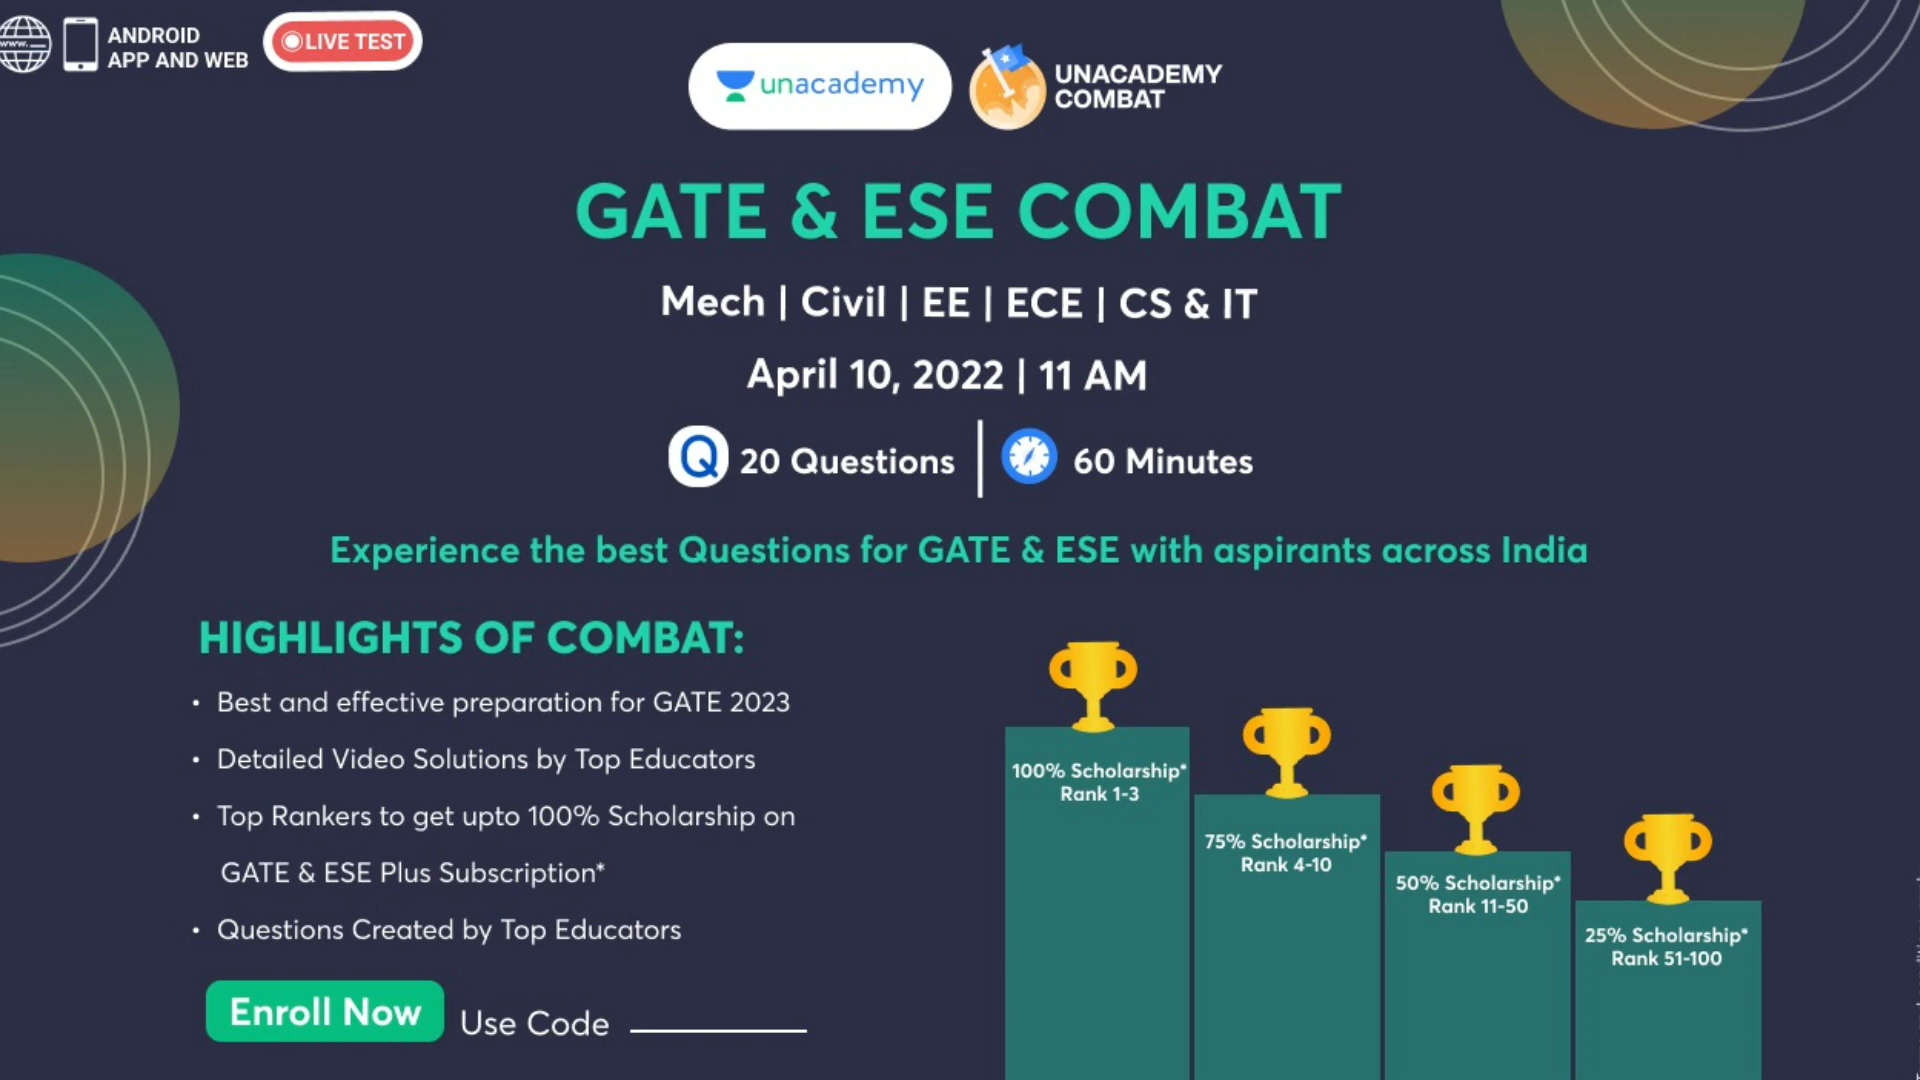 www.
ANDROID
APP AND WEB
LIVE TEST
unacademy
UNACADEMY
COMBAT
GATE & ESE COMBAT
Mech | Civil | EE | ECE | CS & IT
April 10, 2022 | 11 AM
Q 20 Questions | 60 Minutes
Experience the best Questions for GATE & ESE with aspirants across India
HIGHLIGHTS OF COMBAT:
• Best and effective preparation for GATE 2023
• Detailed Video Solutions by Top Educators
• Top Rankers to get upto 100% Scholarship on
GATE & ESE Plus Subscription*
• Questions Created by Top Educators
Enroll Now Use Code
100% Scholarship*
Rank 1-3
75% Scholarship*
Rank 4-10
50% Scholarship*
Rank 11-50
25% Scholarship*
Rank 51-100